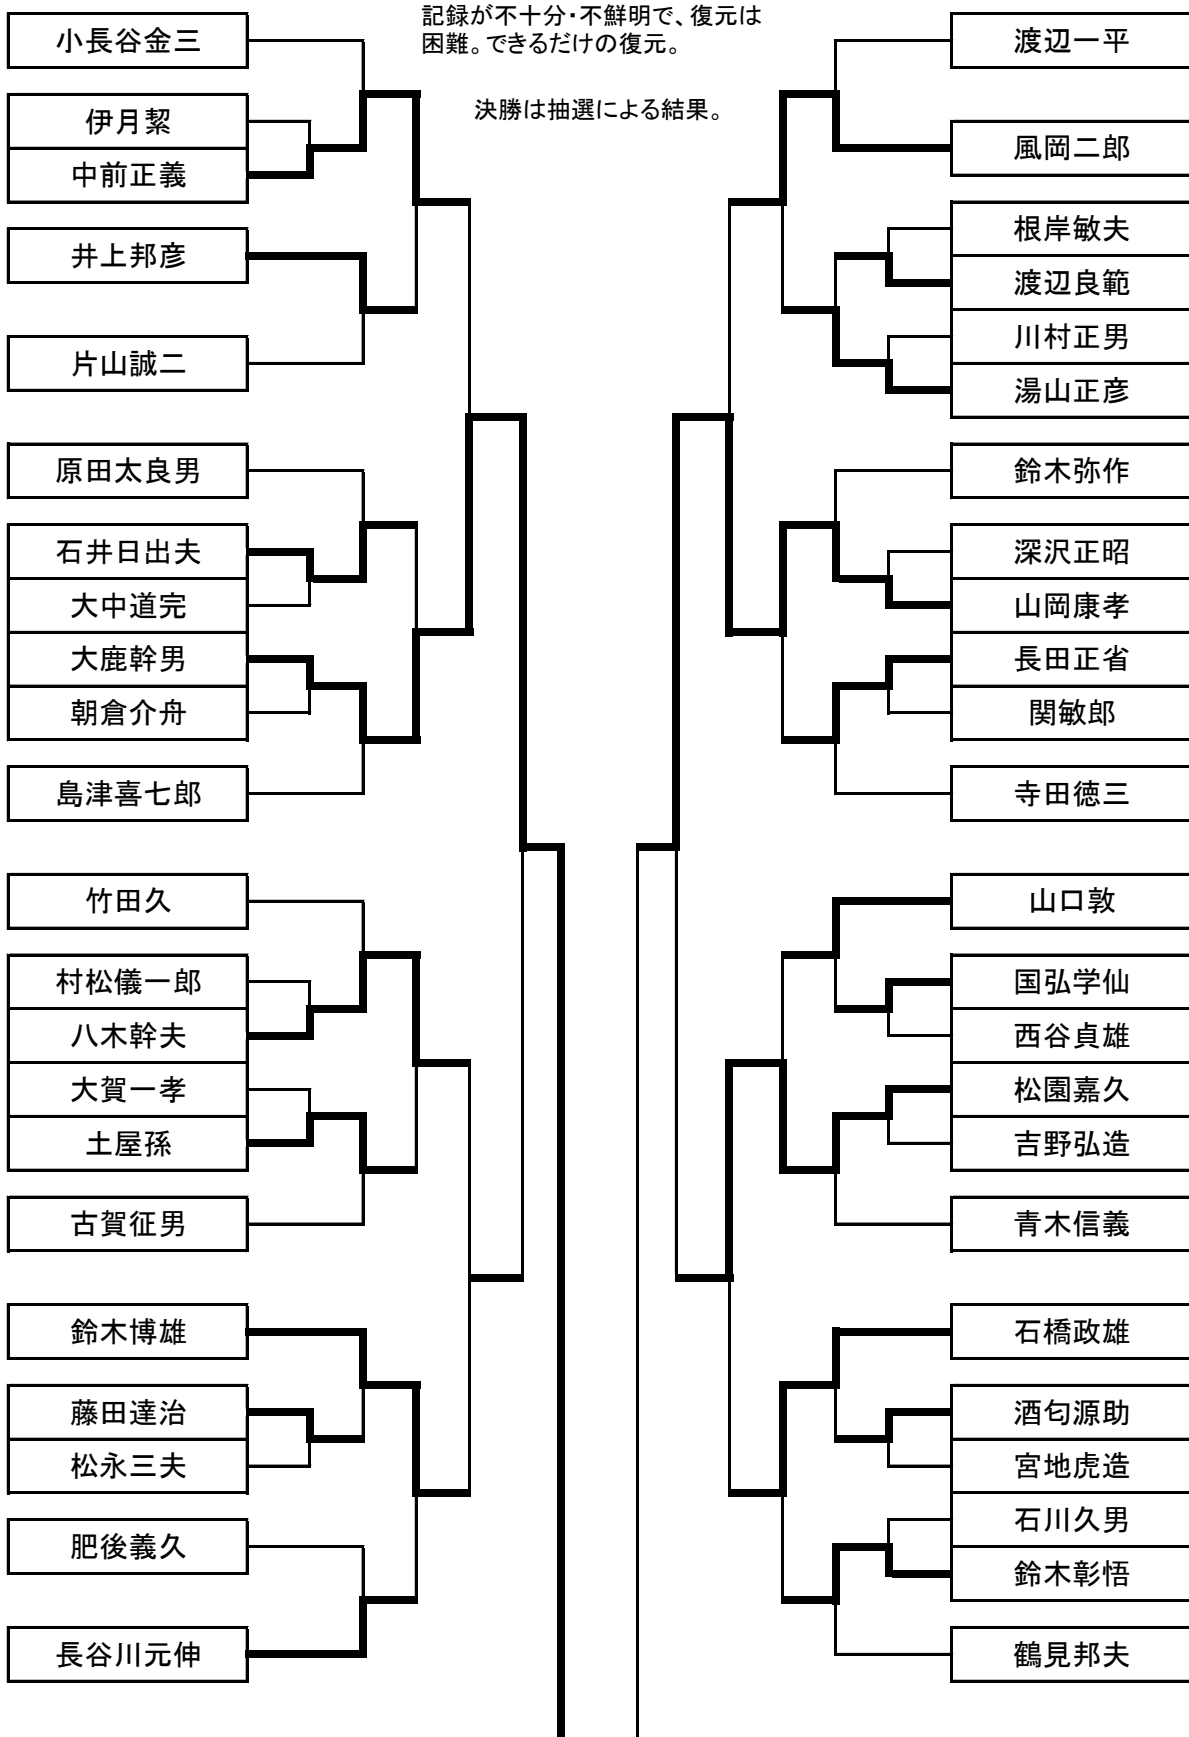 記録が不十分・不鮮明で、復元は
困難。できるだけの復元。
決勝は抽選による結果。
小長谷金三
伊月絜
中前正義
井上邦彦
片山誠二
原田太良男
石井日出夫
大中道完
大鹿幹男
朝倉介舟
島津喜七郎
竹田久
村松儀一郎
八木幹夫
大賀一孝
土屋孫
古賀征男
鈴木博雄
藤田達治
松永三夫
肥後義久
長谷川元伸
渡辺一平
風岡二郎
根岸敏夫
渡辺良範
川村正男
湯山正彦
鈴木弥作
深沢正昭
山岡康孝
長田正省
関敏郎
寺田徳三
山口敦
国弘学仙
西谷貞雄
松園嘉久
吉野弘造
青木信義
石橋政雄
酒匂源助
宮地虎造
石川久男
鈴木彰悟
鶴見邦夫